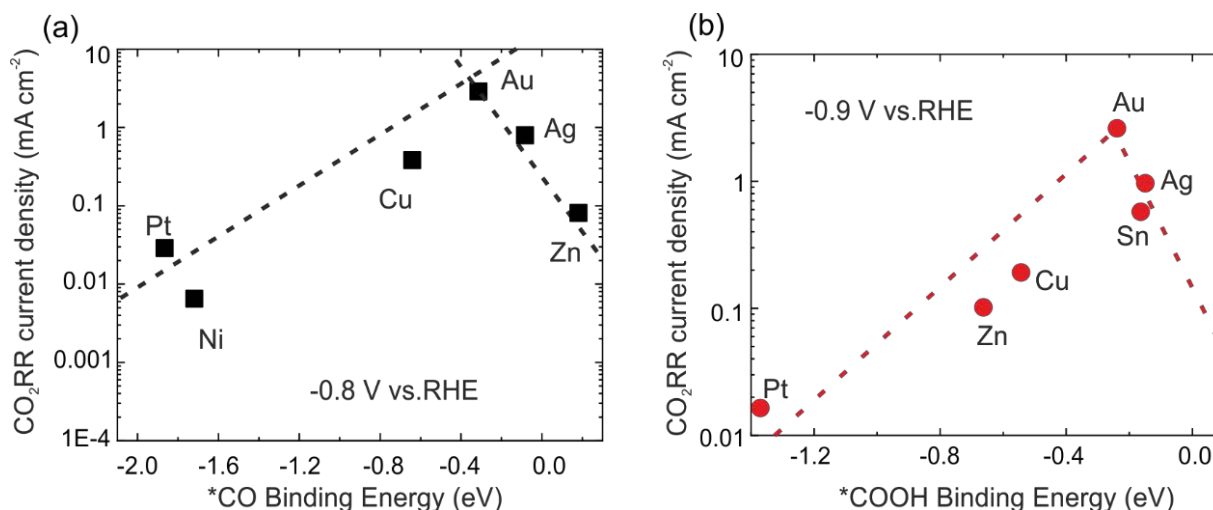 (a)
CO₂RR current density (mA cm⁻²)
10
1
0.1
0.01
0.001
1E-4
Au
Ag
Cu
Zn
Pt
Ni
-0.8 V vs.RHE
-2.0 -1.6 -1.2 -0.8 -0.4 0.0
*CO Binding Energy (eV)
(b)
CO₂RR current density (mA cm⁻²)
10
1
0.1
0.01
-0.9 V vs.RHE
Au
Ag
Sn
Cu
Zn
Pt
-1.2 -0.8 -0.4 0.0
*COOH Binding Energy (eV)